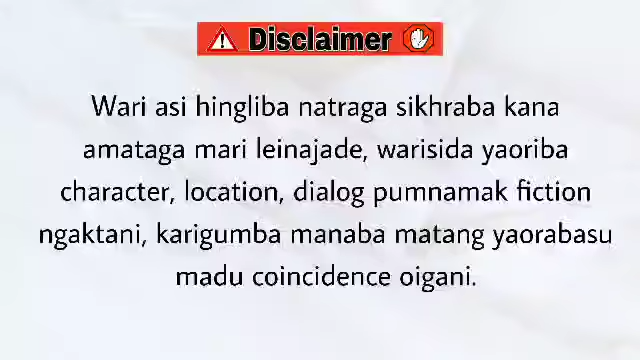 Disclaimer
Wari asi hingliba natraga sikhraba kana
amataga mari leinajade, warisida yaoriba
character, location, dialog pumnamak fiction
ngaktani, karigumba manaba matang yaorabasu
madu coincidence oigani.